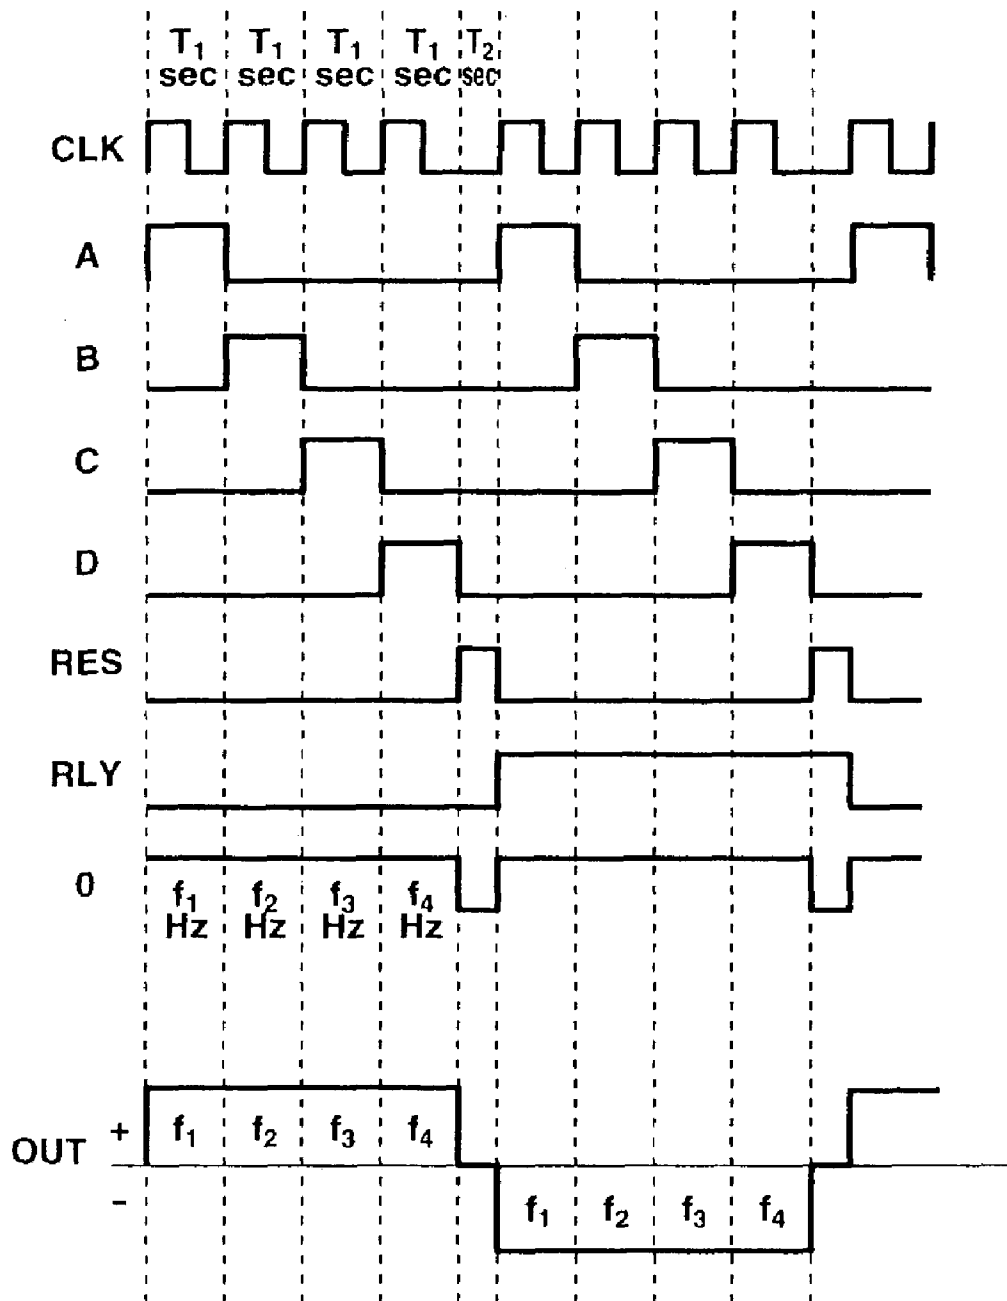 T1 T1 T1 T1 T2
sec sec sec sec sec
CLK
A
B
C
D
RES
RLY
0
f1 f2 f3 f4
Hz Hz Hz Hz
+ f1 f2 f3 f4
OUT
- f1 f2 f3 f4